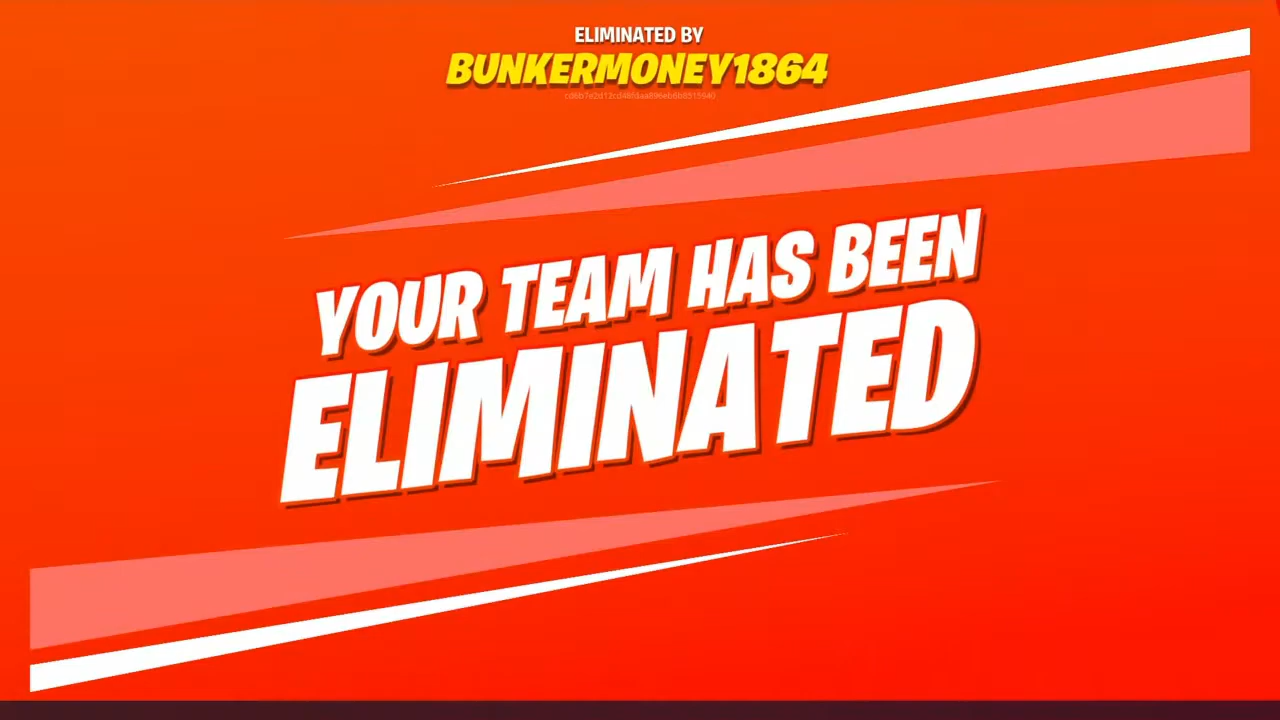 ELIMINATED BY
BUNKERMONEY1864
YOUR TEAM HAS BEEN
ELIMINATED